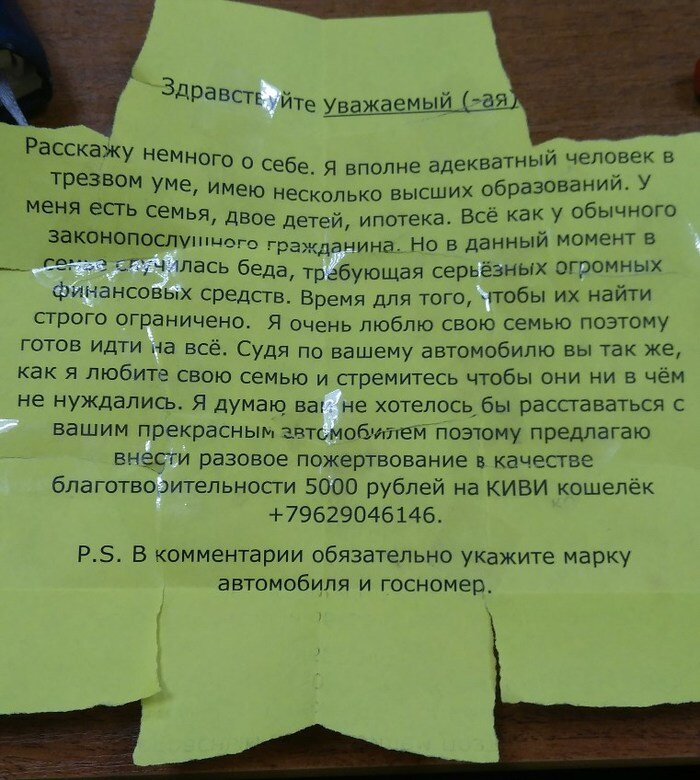 Здравствуйте Уважаемый (-ая)
Расскажу немного о себе. Я вполне адекватный человек в
трезвом уме, имею несколько высших образований. У
меня есть семья, двое детей, ипотека. Всё как у обычного
законопослушного гражданина. Но в данный момент в
семье случилась беда, требующая серьёзных огромных
финансовых средств. Время для того, чтобы их найти
строго ограничено. Я очень люблю свою семью поэтому
готов идти на всё. Судя по вашему автомобилю вы так же,
как я любите свою семью и стремитесь чтобы они ни в чём
не нуждались. Я думаю вам не хотелось бы расставаться с
вашим прекрасным автомобилем поэтому предлагаю
внести разовое пожертвование в качестве
благотворительности 5000 рублей на КИВИ кошелёк
+79629046146.
P.S. В комментарии обязательно укажите марку
автомобиля и госномер.